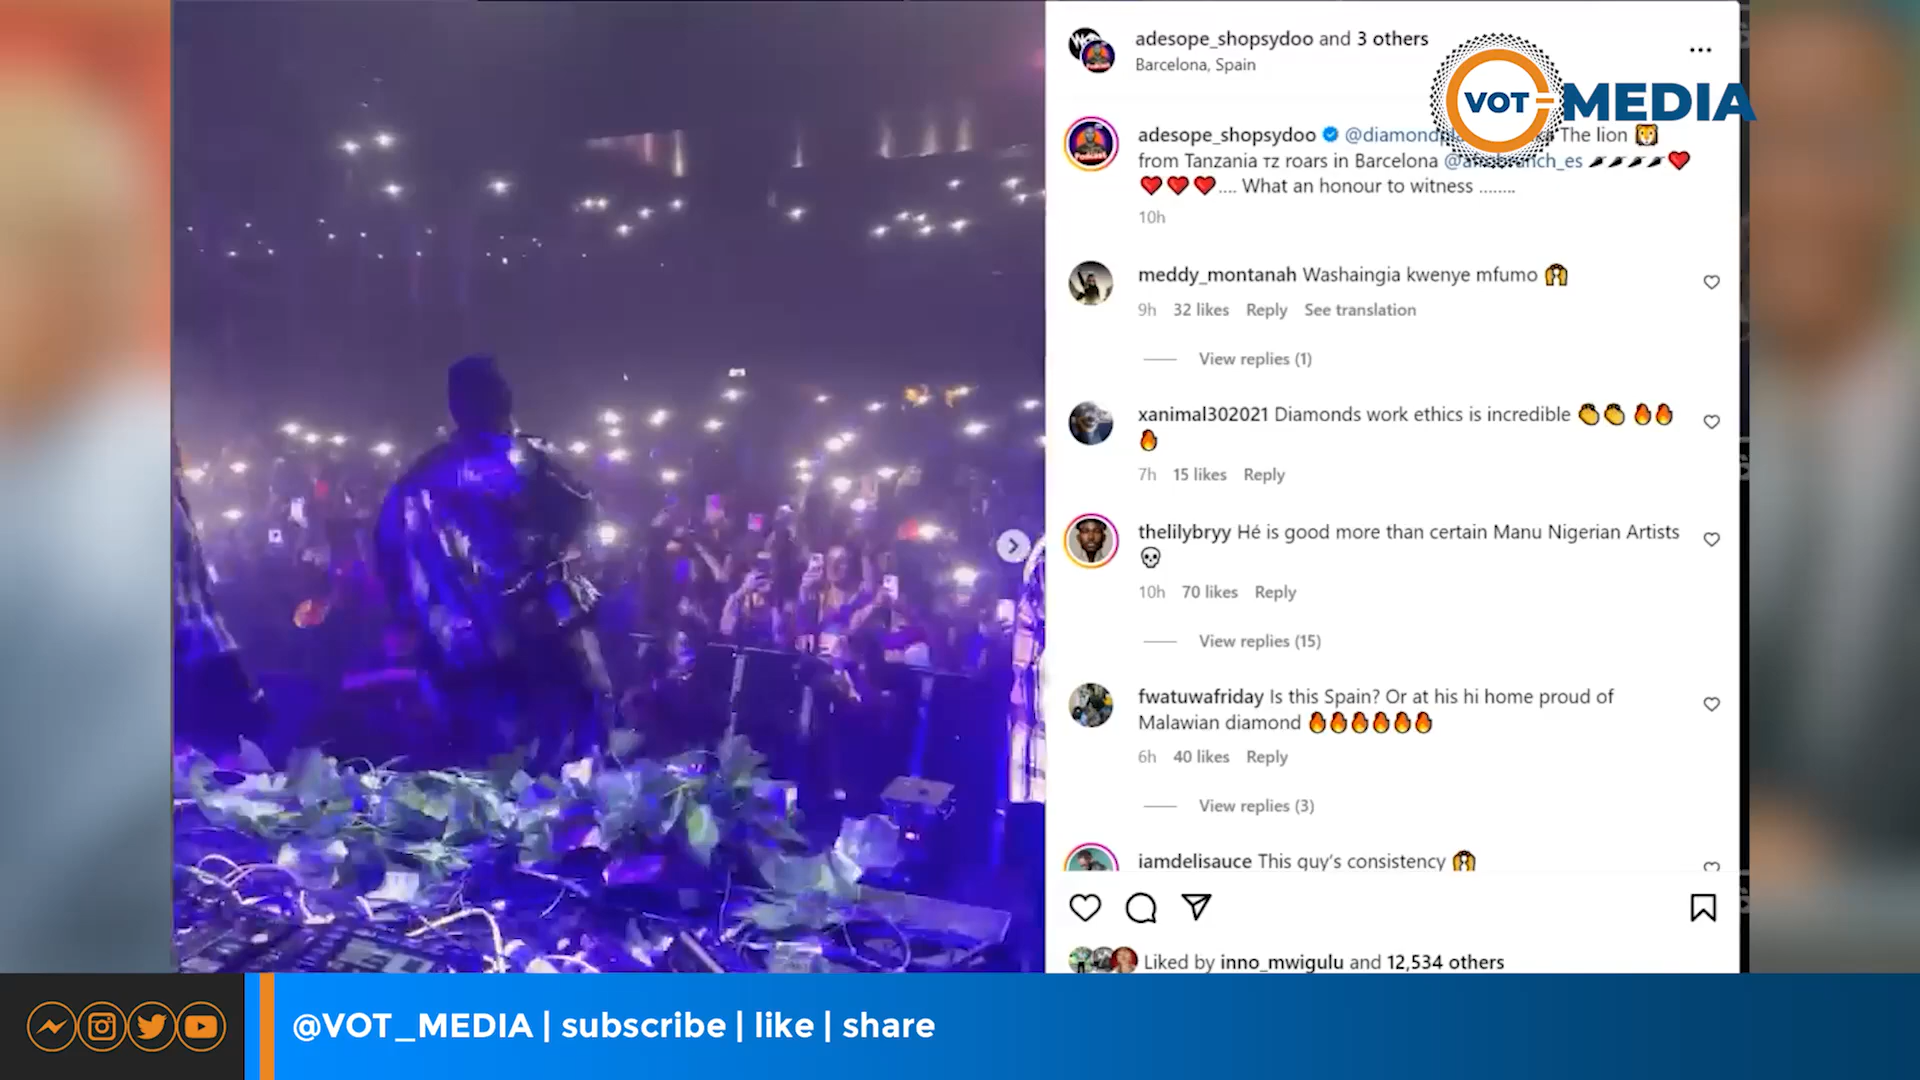 adesope_shopsydoo and 3 others
Barcelona, Spain
VOT MEDIA
adesope_shopsydoo The lion
from Tanzania TZ roars in Barcelona
.... What an honour to witness ........
10h
meddy_montanah Washaingia kwenye mfumo
9h 32 likes Reply See translation
View replies (1)
xanimal302021 Diamonds work ethics is incredible
7h 15 likes Reply
thelilybryy Hé is good more than certain Manu Nigerian Artists
10h 70 likes Reply
View replies (15)
fwatuwafriday Is this Spain? Or at his hi home proud of
Malawian diamond
6h 40 likes Reply
View replies (3)
iamdelisauce This guy's consistency
Liked by inno_mwigulu and 12,534 others
@VOT_MEDIA | subscribe | like | share